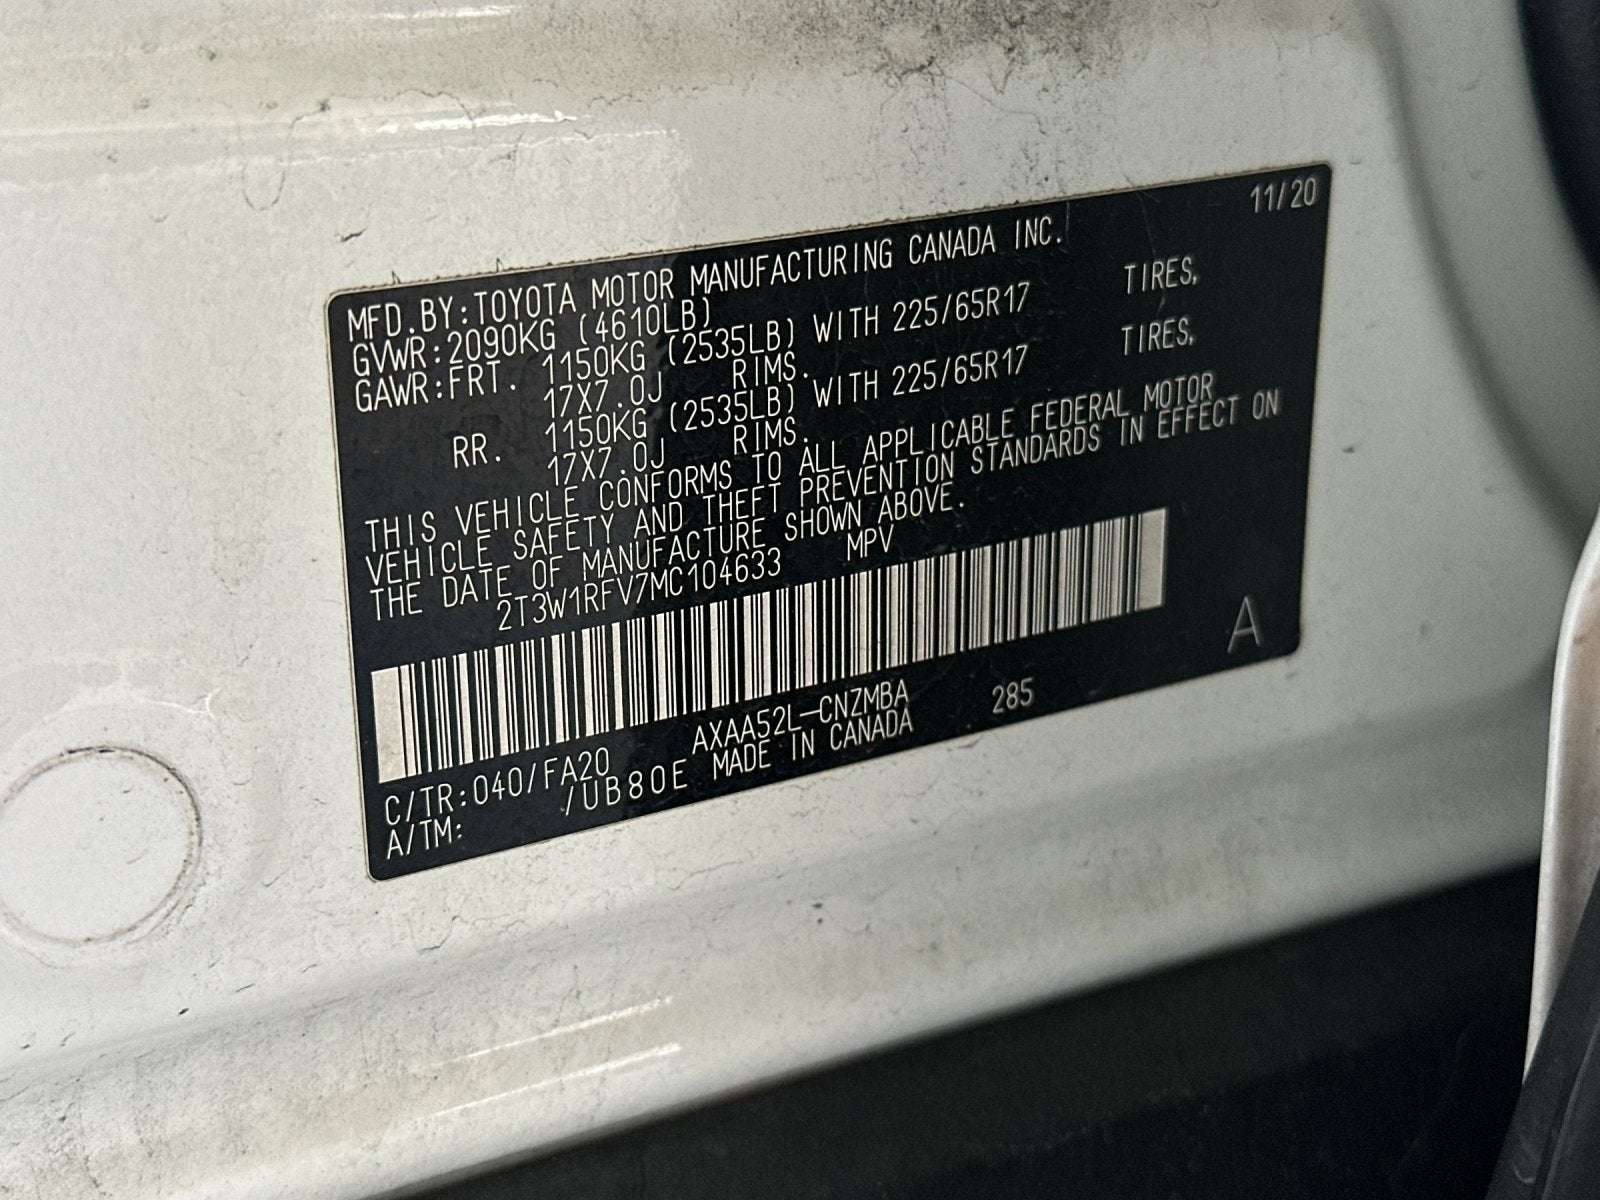 11/20
MFD.BY:TOYOTA MOTOR MANUFACTURING CANADA INC.
GVWR:2090KG (4610LB)
GAWR:FRT. 1150KG (2535LB) WITH 225/65R17 TIRES,
17X7.0J RIMS.
RR. 1150KG (2535LB) WITH 225/65R17 TIRES,
17X7.0J RIMS.
THIS VEHICLE CONFORMS TO ALL APPLICABLE FEDERAL MOTOR
VEHICLE SAFETY AND THEFT PREVENTION STANDARDS IN EFFECT ON
THE DATE OF MANUFACTURE SHOWN ABOVE.
2T3W1RFV7MC104633 MPV
A
AXAA52L-CNZMBA 285
C/TR:040/FA20 MADE IN CANADA
A/TM: /UB80E